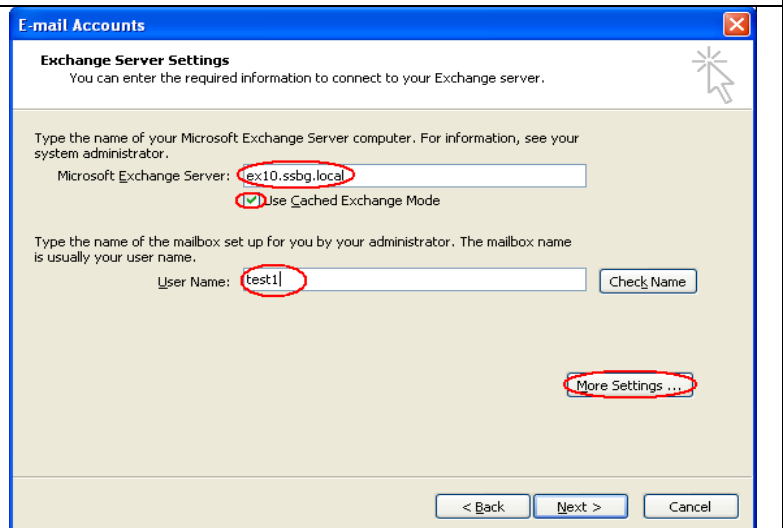 E-mail Accounts
Exchange Server Settings
You can enter the required information to connect to your Exchange server.
Type the name of your Microsoft Exchange Server computer. For information, see your
system administrator.
Microsoft Exchange Server: ex10.ssbg.local
Use Cached Exchange Mode
Type the name of the mailbox set up for you by your administrator. The mailbox name
is usually your user name.
User Name: test1 Check Name
More Settings ...
< Back Next > Cancel